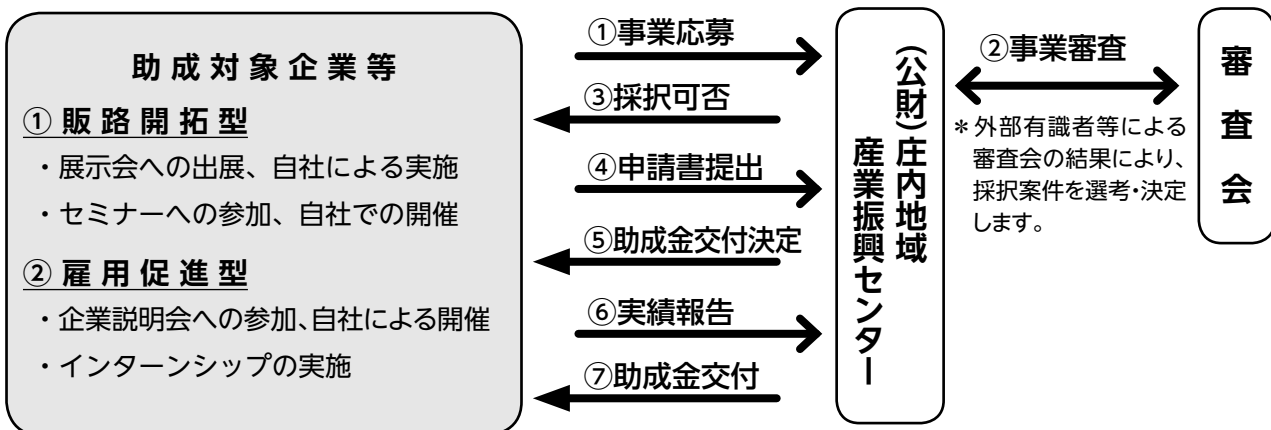 助成対象企業等
① 販路開拓型
・展示会への出展、自社による実施
・セミナーへの参加、自社での開催
② 雇用促進型
・企業説明会への参加、自社による開催
・インターンシップの実施
①事業応募
③採択可否
④申請書提出
⑤助成金交付決定
⑥実績報告
⑦助成金交付
(公財)庄内地域
産業振興センター
②事業審査
＊外部有識者等による
審査会の結果により、
採択案件を選考・決定
します。
審査会